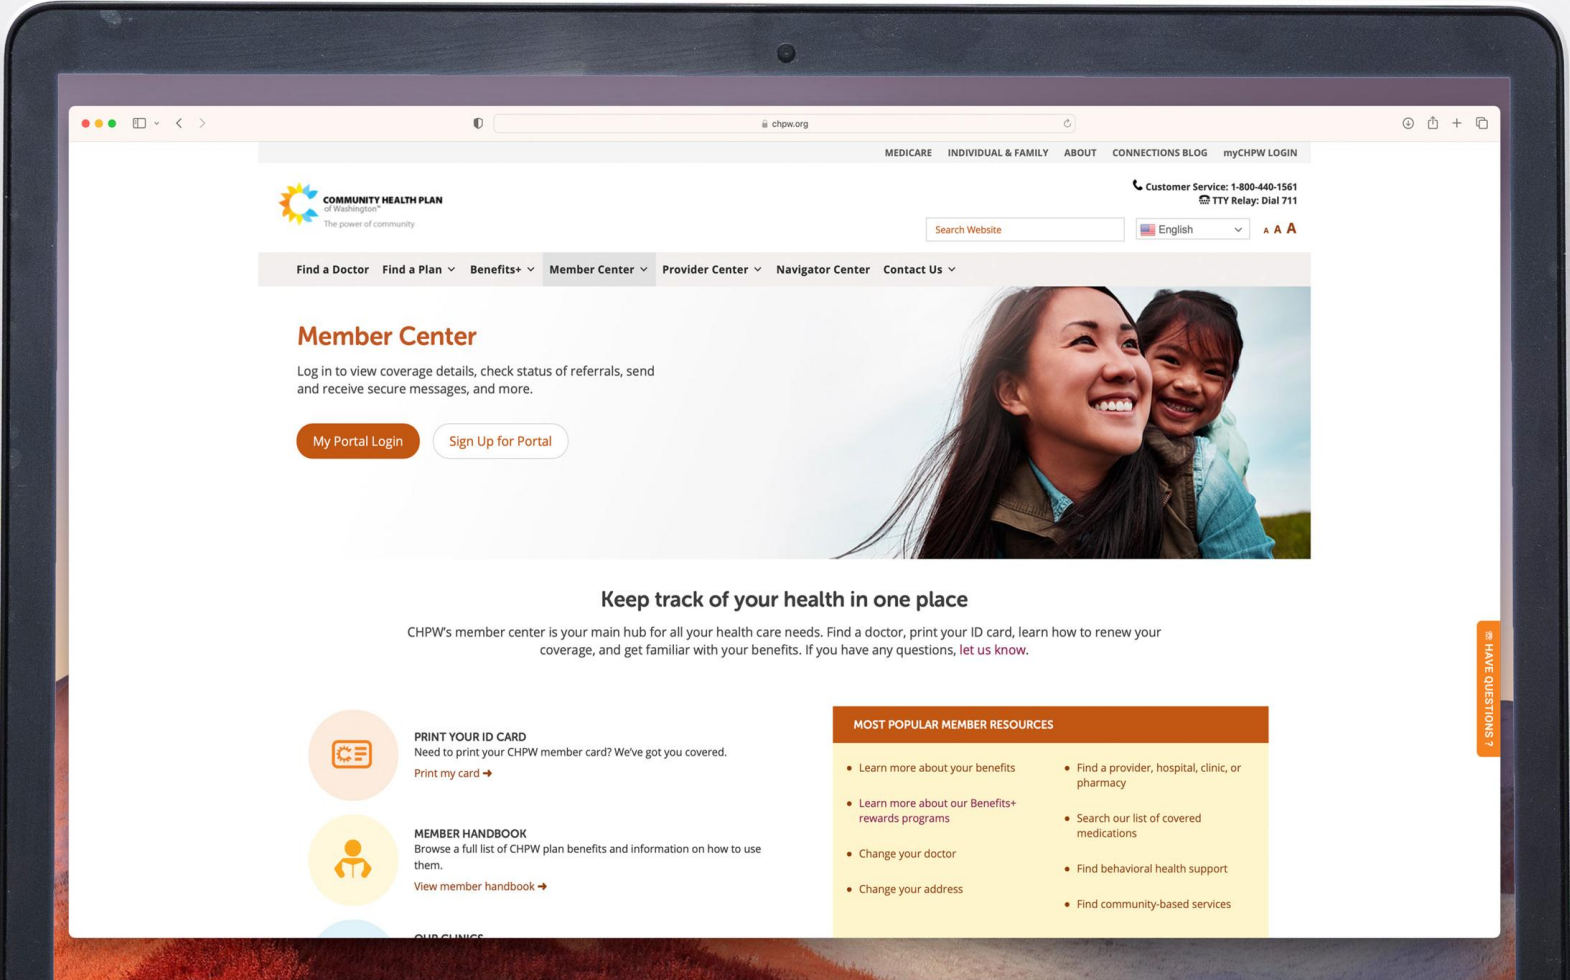 chpw.org
MEDICARE INDIVIDUAL & FAMILY ABOUT CONNECTIONS BLOG myCHPW LOGIN
COMMUNITY HEALTH PLAN
of Washington™
The power of community
Customer Service: 1-800-440-1561
TTY Relay: Dial 711
Search Website
English
A A A
Find a Doctor Find a Plan Benefits+ Member Center Provider Center Navigator Center Contact Us
Member Center
Log in to view coverage details, check status of referrals, send
and receive secure messages, and more.
My Portal Login Sign Up for Portal
Keep track of your health in one place
CHPW's member center is your main hub for all your health care needs. Find a doctor, print your ID card, learn how to renew your
coverage, and get familiar with your benefits. If you have any questions, let us know.
HAVE QUESTIONS ?
PRINT YOUR ID CARD
Need to print your CHPW member card? We've got you covered.
Print my card ➜
MEMBER HANDBOOK
Browse a full list of CHPW plan benefits and information on how to use
them.
View member handbook ➜
OUR CLINICS
MOST POPULAR MEMBER RESOURCES
• Learn more about your benefits
• Learn more about our Benefits+
rewards programs
• Change your doctor
• Change your address
• Find a provider, hospital, clinic, or
pharmacy
• Search our list of covered
medications
• Find behavioral health support
• Find community-based services